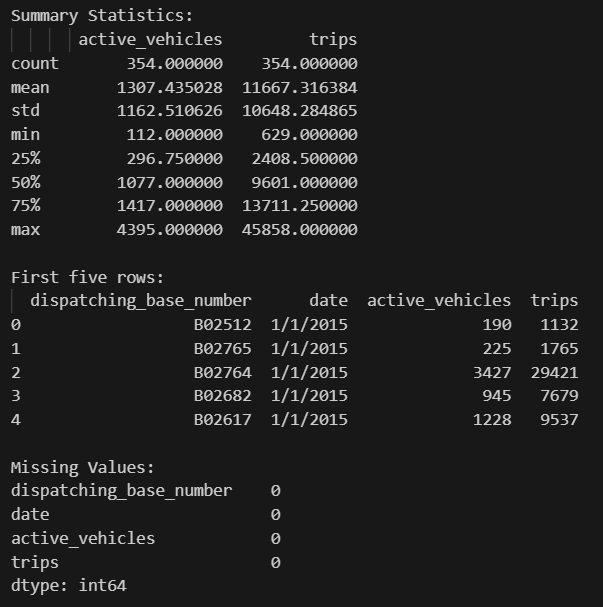 Summary Statistics:
       active_vehicles         trips
count       354.000000    354.000000
mean       1307.435028  11667.316384
std        1162.510626  10648.284865
min         112.000000    629.000000
25%         296.750000   2408.500000
50%        1077.000000   9601.000000
75%        1417.000000  13711.250000
max        4395.000000  45858.000000

First five rows:
  dispatching_base_number      date  active_vehicles  trips
0                  B02512  1/1/2015              190   1132
1                  B02765  1/1/2015              225   1765
2                  B02764  1/1/2015             3427  29421
3                  B02682  1/1/2015              945   7679
4                  B02617  1/1/2015             1228   9537

Missing Values:
dispatching_base_number    0
date                       0
active_vehicles            0
trips                      0
dtype: int64